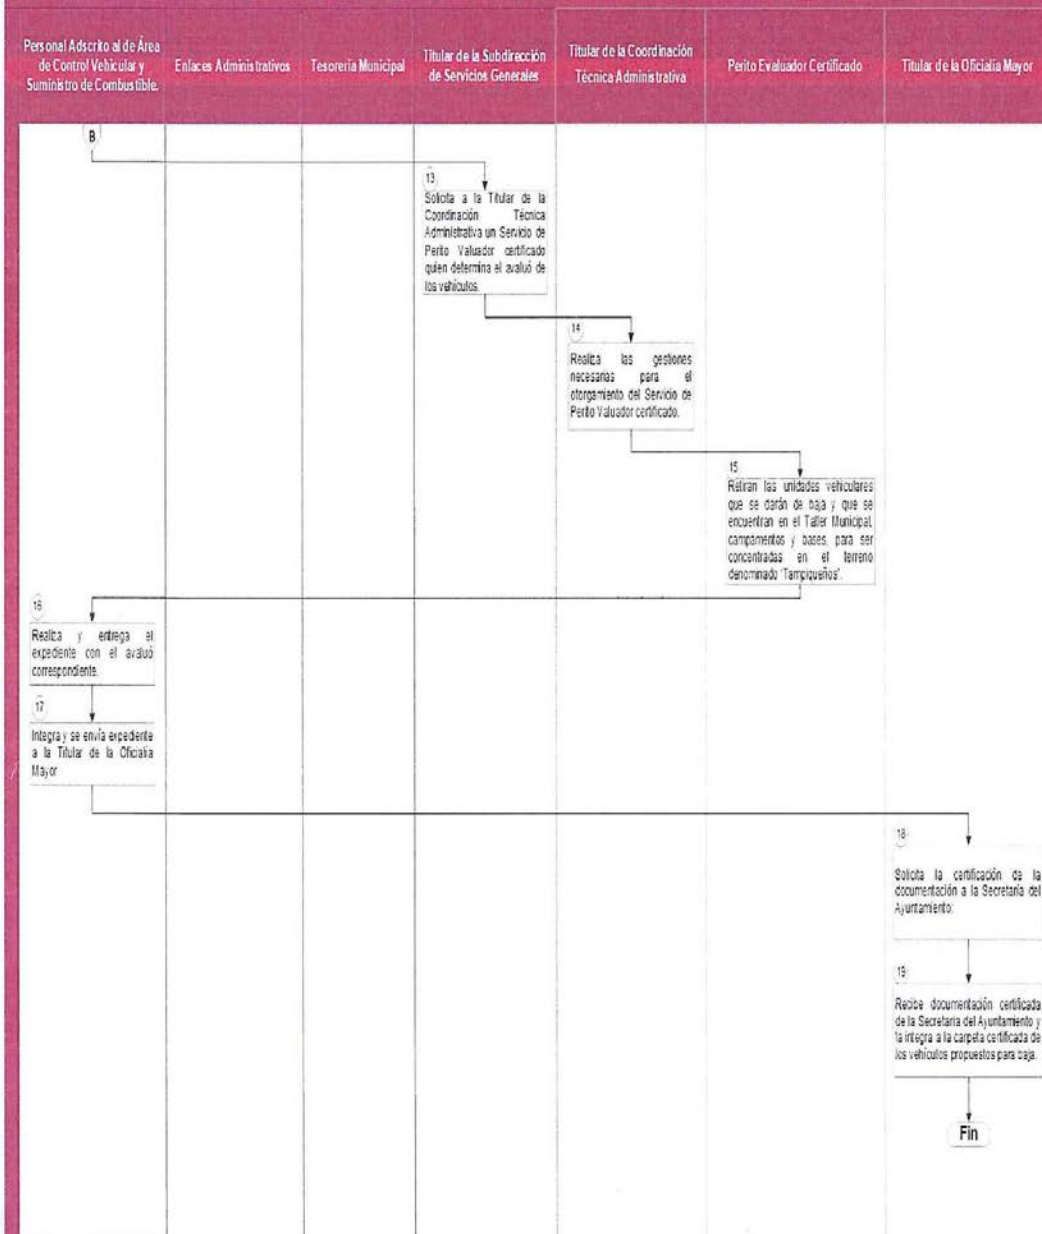 Personal Adscrito al de Área
de Control Vehicular y
Suministro de Combustible.
Enlaces Administrativos
Tesorería Municipal
Titular de la Subdirección
de Servicios Generales
Titular de la Coordinación
Técnica Administrativa
Perito Evaluador Certificado
Titular de la Oficialía Mayor
B
13
Solicita a la Titular de la
Coordinación Técnica
Administrativa un Servicio de
Perito Valuador certificado
quien determina el avaluó de
los vehículos.
14
Realiza las gestiones
necesarias para el
otorgamiento del Servicio de
Perito Valuador certificado.
15
Retiran las unidades vehiculares
que se darán de baja y que se
encuentran en el Taller Municipal,
campamentos y bases, para ser
concentradas en el terreno
denominado "Tampiqueños".
16
Realiza y entrega el
expediente con el avaluó
correspondiente.
17
Integra y se envía expediente
a la Titular de la Oficialía
Mayor
18
Solicita la certificación de la
documentación a la Secretaría del
Ayuntamiento.
19
Recibe documentación certificada
de la Secretaría del Ayuntamiento y
la integra a la carpeta certificada de
los vehículos propuestos para baja.
Fin